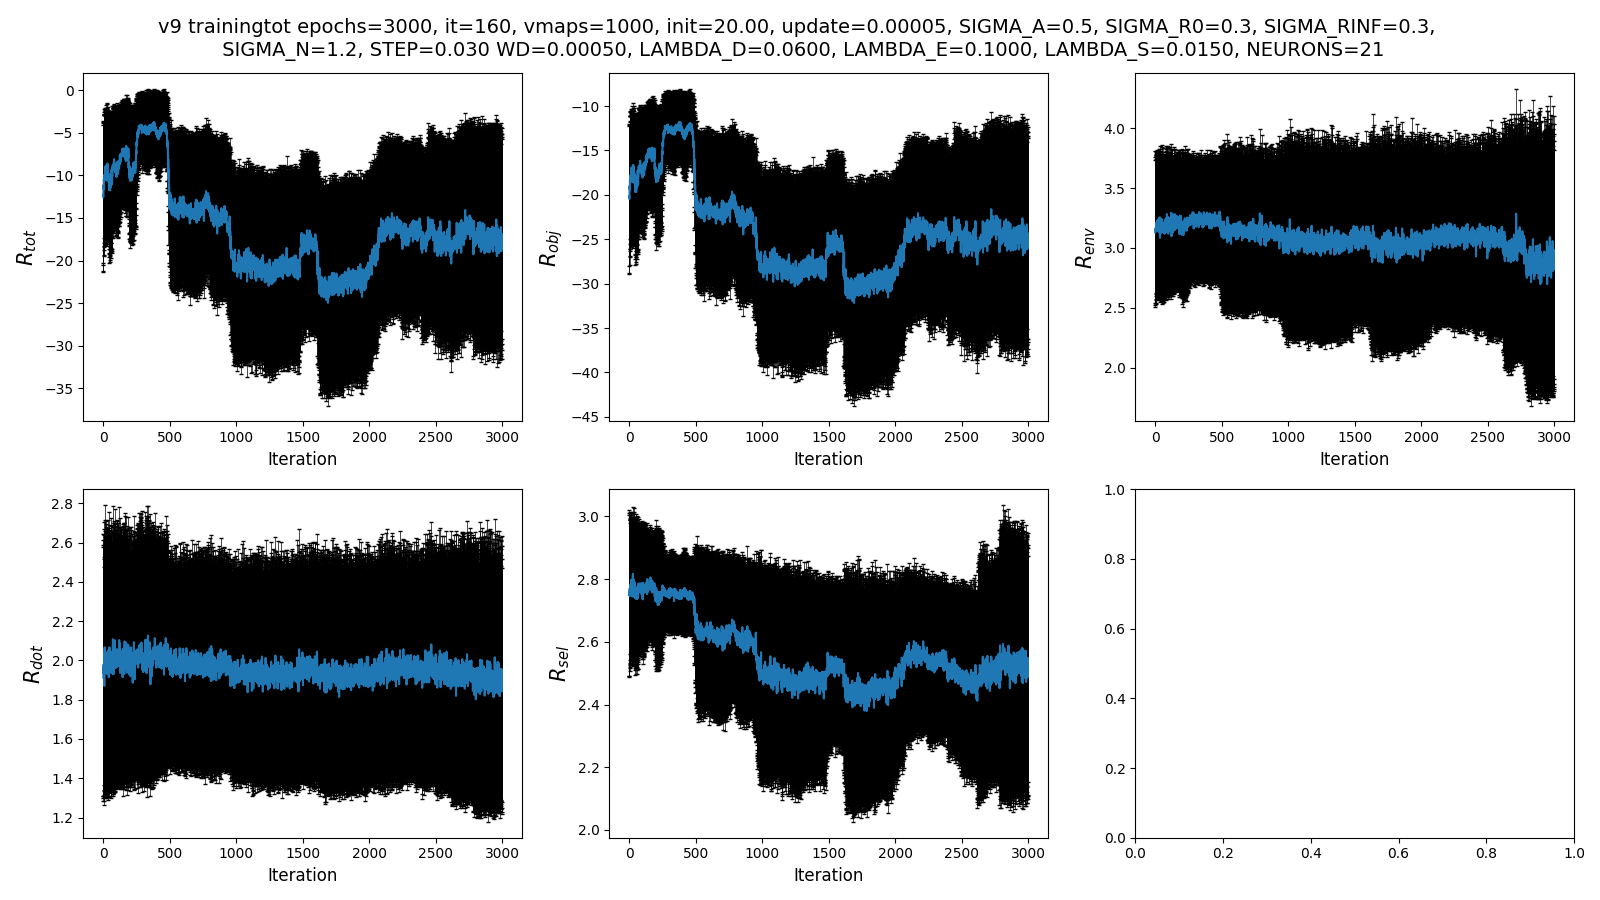 v9 trainingtot epochs=3000, it=160, vmaps=1000, init=20.00, update=0.00005, SIGMA_A=0.5, SIGMA_R0=0.3, SIGMA_RINF=0.3,
SIGMA_N=1.2, STEP=0.030 WD=0.00050, LAMBDA_D=0.0600, LAMBDA_E=0.1000, LAMBDA_S=0.0150, NEURONS=21
R_tot
0
−5
−10
−15
−20
−25
−30
−35
0 500 1000 1500 2000 2500 3000
Iteration
R_obj
−10
−15
−20
−25
−30
−35
−40
−45
0 500 1000 1500 2000 2500 3000
Iteration
R_env
4.0
3.5
3.0
2.5
2.0
0 500 1000 1500 2000 2500 3000
Iteration
R_dot
2.8
2.6
2.4
2.2
2.0
1.8
1.6
1.4
1.2
0 500 1000 1500 2000 2500 3000
Iteration
R_sel
3.0
2.8
2.6
2.4
2.2
2.0
0 500 1000 1500 2000 2500 3000
Iteration
1.0
0.8
0.6
0.4
0.2
0.0
0.0 0.2 0.4 0.6 0.8 1.0